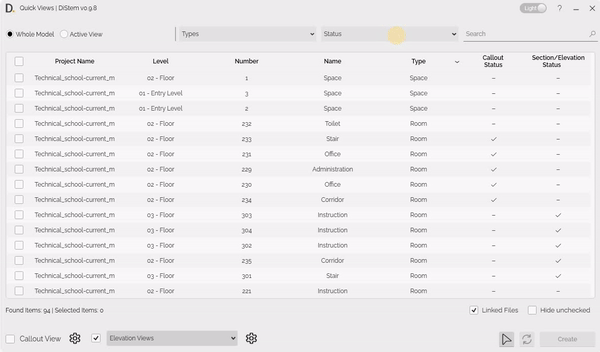 D. Quick Views | DiStem v0.9.8 Light ?
Whole Model Active View Types Status Search
Project Name Level Number Name Type Callout Status Section/Elevation Status
Technical_school-current_m 02 - Floor 1 Space Space – –
Technical_school-current_m 01 - Entry Level 3 Space Space – –
Technical_school-current_m 01 - Entry Level 2 Space Space – –
Technical_school-current_m 02 - Floor 232 Toilet Room – –
Technical_school-current_m 02 - Floor 233 Stair Room ✓ –
Technical_school-current_m 02 - Floor 231 Office Room ✓ –
Technical_school-current_m 02 - Floor 229 Administration Room ✓ –
Technical_school-current_m 02 - Floor 230 Office Room ✓ –
Technical_school-current_m 02 - Floor 234 Corridor Room ✓ –
Technical_school-current_m 03 - Floor 303 Instruction Room – ✓
Technical_school-current_m 03 - Floor 304 Instruction Room – ✓
Technical_school-current_m 03 - Floor 302 Instruction Room – ✓
Technical_school-current_m 02 - Floor 235 Corridor Room – ✓
Technical_school-current_m 03 - Floor 301 Stair Room – ✓
Technical_school-current_m 02 - Floor 221 Instruction Room – –
Found Items: 94 | Selected Items: 0 Linked Files Hide unchecked
Callout View Elevation Views Create